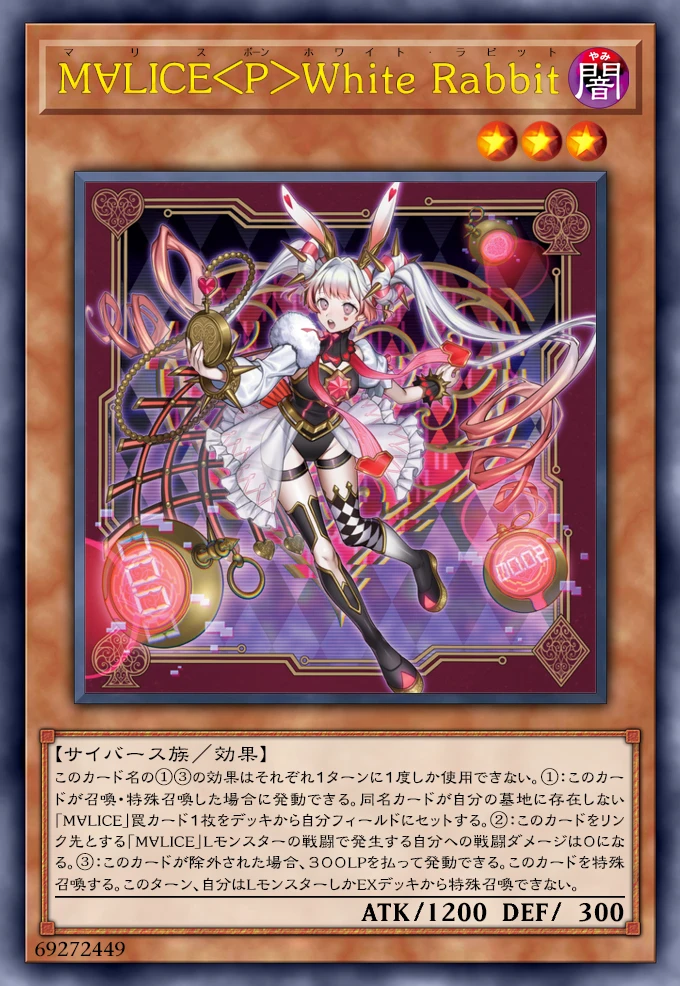 マリスポーンホワイト・ラビット
M∀LICE<P>White Rabbit
やみ
闇
00.01
00.02
【サイバース族／効果】
このカード名の①③の効果はそれぞれ1ターンに1度しか使用できない。①：このカー
ドが召喚・特殊召喚した場合に発動できる。同名カードが自分の墓地に存在しない
「M∀LICE」罠カード1枚をデッキから自分フィールドにセットする。②：このカードをリン
ク先とする「M∀LICE」Lモンスターの戦闘で発生する自分への戦闘ダメージは0にな
る。③：このカードが除外された場合、300LPを払って発動できる。このカードを特殊
召喚する。このターン、自分はLモンスターしかEXデッキから特殊召喚できない。
ATK/1200 DEF/ 300
69272449